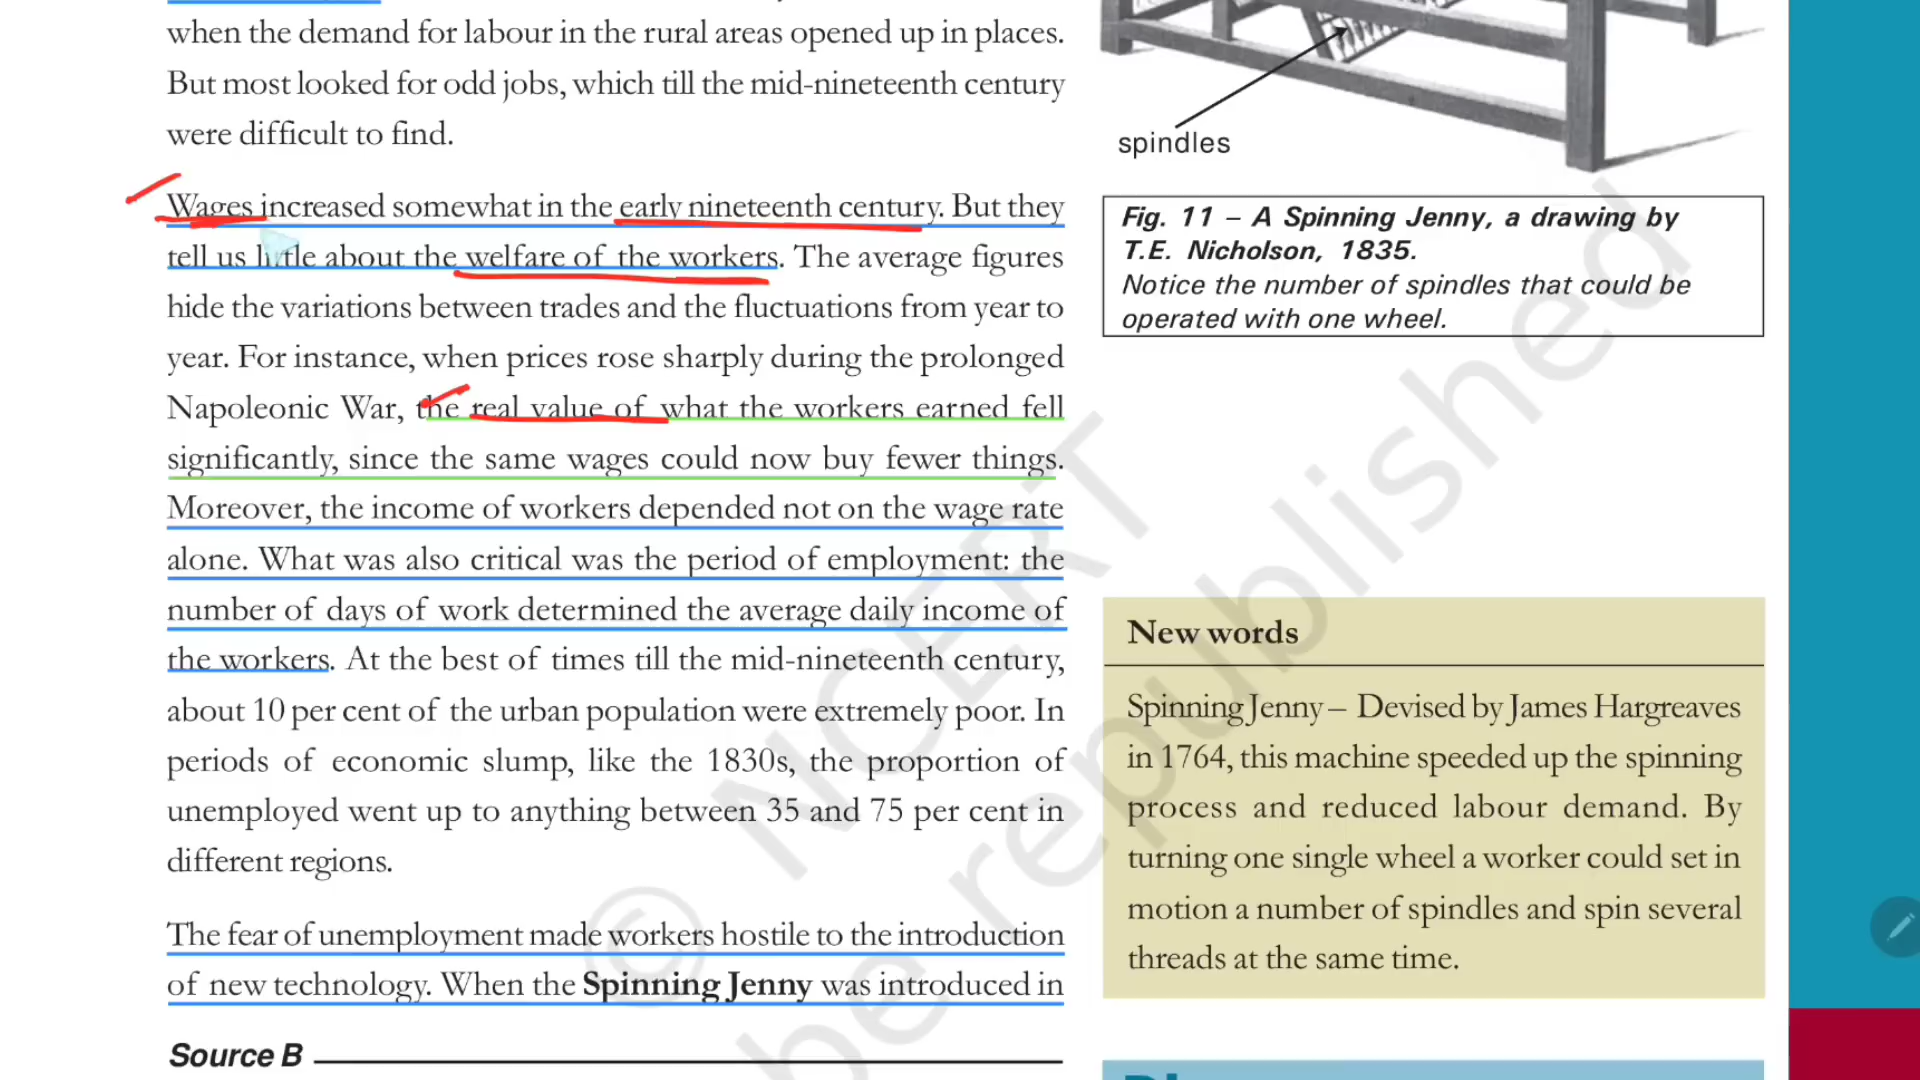 when the demand for labour in the rural areas opened up in places.
But most looked for odd jobs, which till the mid-nineteenth century
were difficult to find.
Wages increased somewhat in the early nineteenth century. But they
tell us little about the welfare of the workers. The average figures
hide the variations between trades and the fluctuations from year to
year. For instance, when prices rose sharply during the prolonged
Napoleonic War, the real value of what the workers earned fell
significantly, since the same wages could now buy fewer things.
Moreover, the income of workers depended not on the wage rate
alone. What was also critical was the period of employment: the
number of days of work determined the average daily income of
the workers. At the best of times till the mid-nineteenth century,
about 10 per cent of the urban population were extremely poor. In
periods of economic slump, like the 1830s, the proportion of
unemployed went up to anything between 35 and 75 per cent in
different regions.
The fear of unemployment made workers hostile to the introduction
of new technology. When the Spinning Jenny was introduced in
Source B
spindles
Fig. 11 – A Spinning Jenny, a drawing by
T.E. Nicholson, 1835.
Notice the number of spindles that could be
operated with one wheel.
New words
Spinning Jenny – Devised by James Hargreaves
in 1764, this machine speeded up the spinning
process and reduced labour demand. By
turning one single wheel a worker could set in
motion a number of spindles and spin several
threads at the same time.
© NCERT
be republished